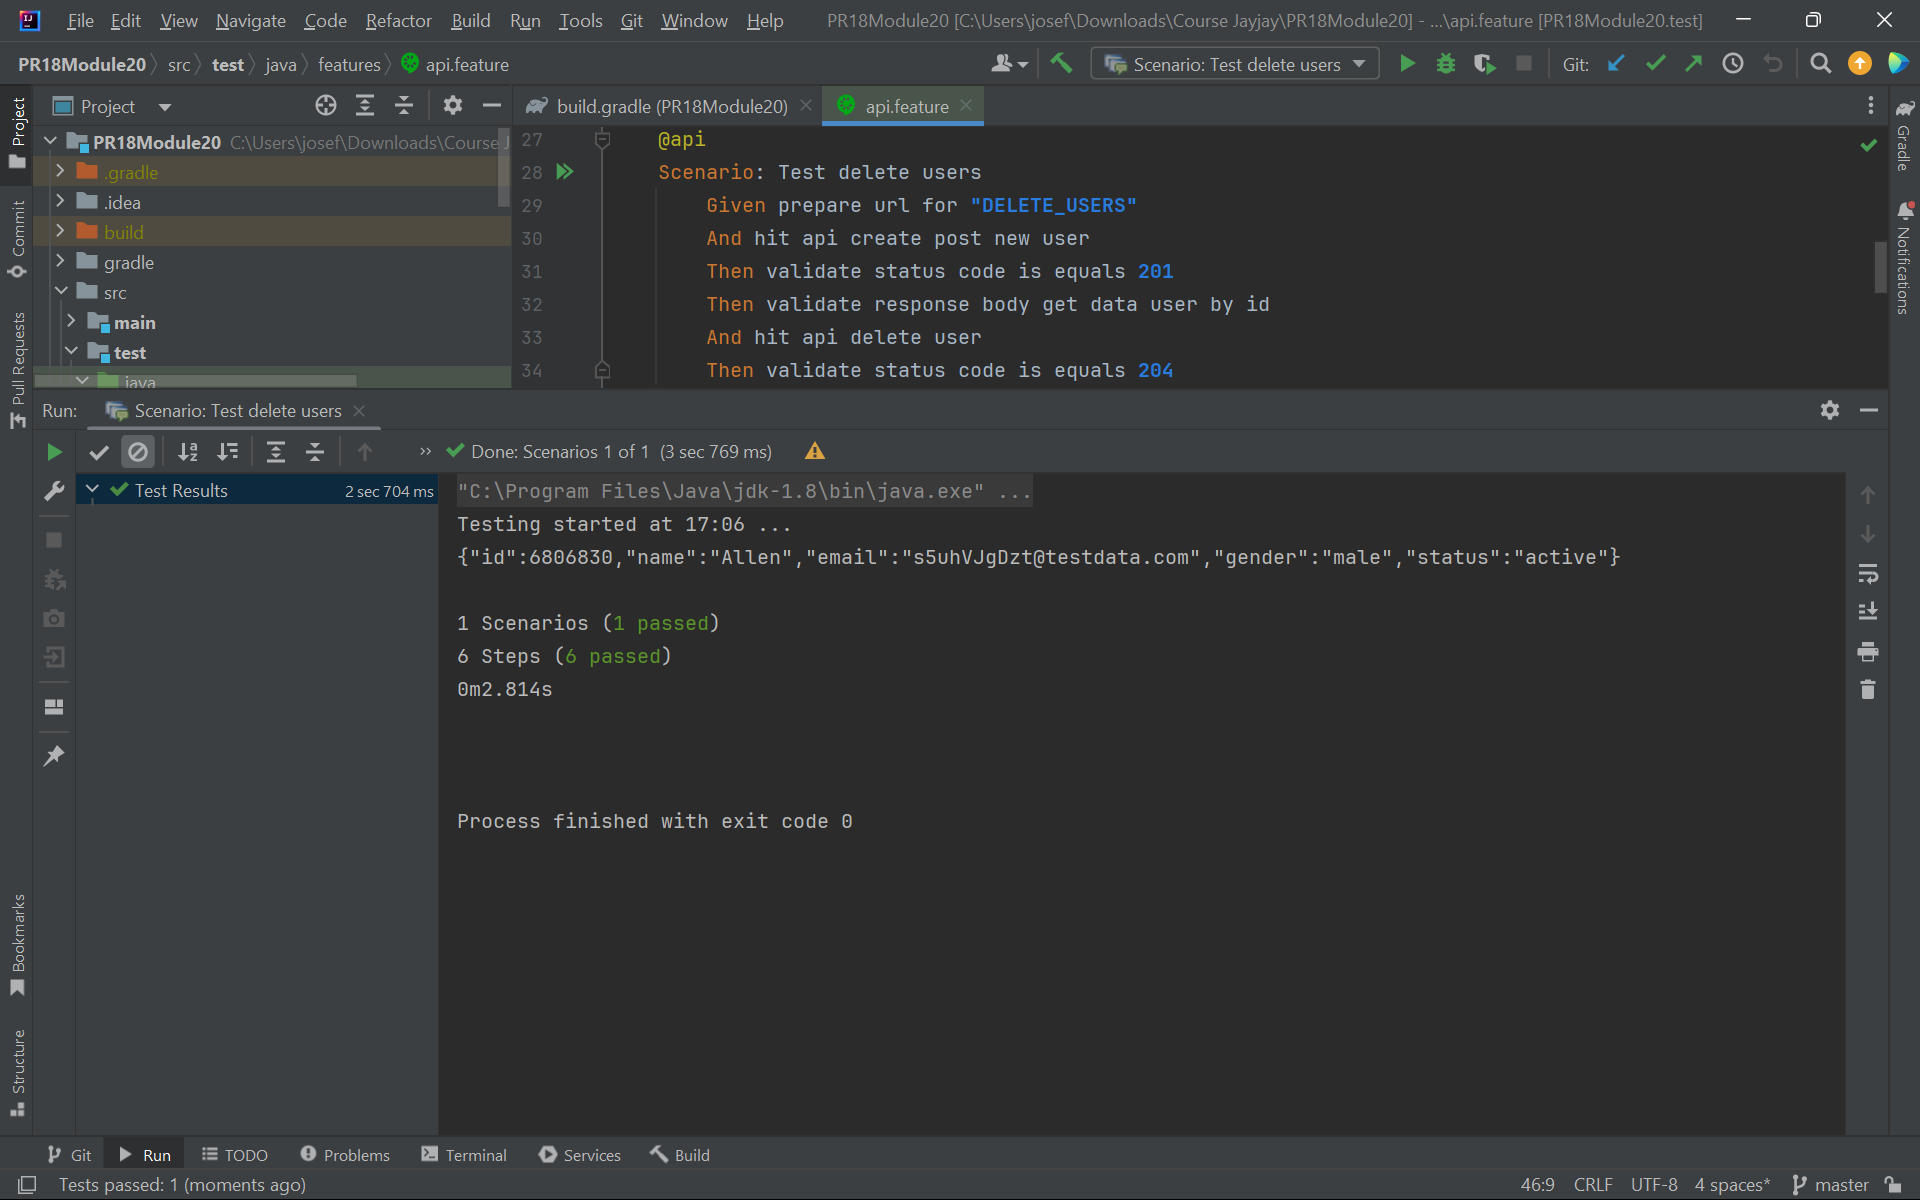 File Edit View Navigate Code Refactor Build Run Tools Git Window Help PR18Module20 [C:\Users\josef\Downloads\Course Jayjay\PR18Module20] - ...\api.feature [PR18Module20.test]
PR18Module20 src test java features api.feature Scenario: Test delete users Git:
Project build.gradle (PR18Module20) api.feature
PR18Module20 C:\Users\josef\Downloads\Course J
.gradle
.idea
build
gradle
src
main
test
java
27 @api
28 Scenario: Test delete users
29 Given prepare url for "DELETE_USERS"
30 And hit api create post new user
31 Then validate status code is equals 201
32 Then validate response body get data user by id
33 And hit api delete user
34 Then validate status code is equals 204
Project
Commit
Pull Requests
Bookmarks
Structure
Gradle
Notifications
Run: Scenario: Test delete users
Done: Scenarios 1 of 1 (3 sec 769 ms)
Test Results 2 sec 704 ms
"C:\Program Files\Java\jdk-1.8\bin\java.exe" ...
Testing started at 17:06 ...
{"id":6806830,"name":"Allen","email":"s5uhVJgDzt@testdata.com","gender":"male","status":"active"}
1 Scenarios (1 passed)
6 Steps (6 passed)
0m2.814s
Process finished with exit code 0
Git Run TODO Problems Terminal Services Build
Tests passed: 1 (moments ago) 46:9 CRLF UTF-8 4 spaces* master